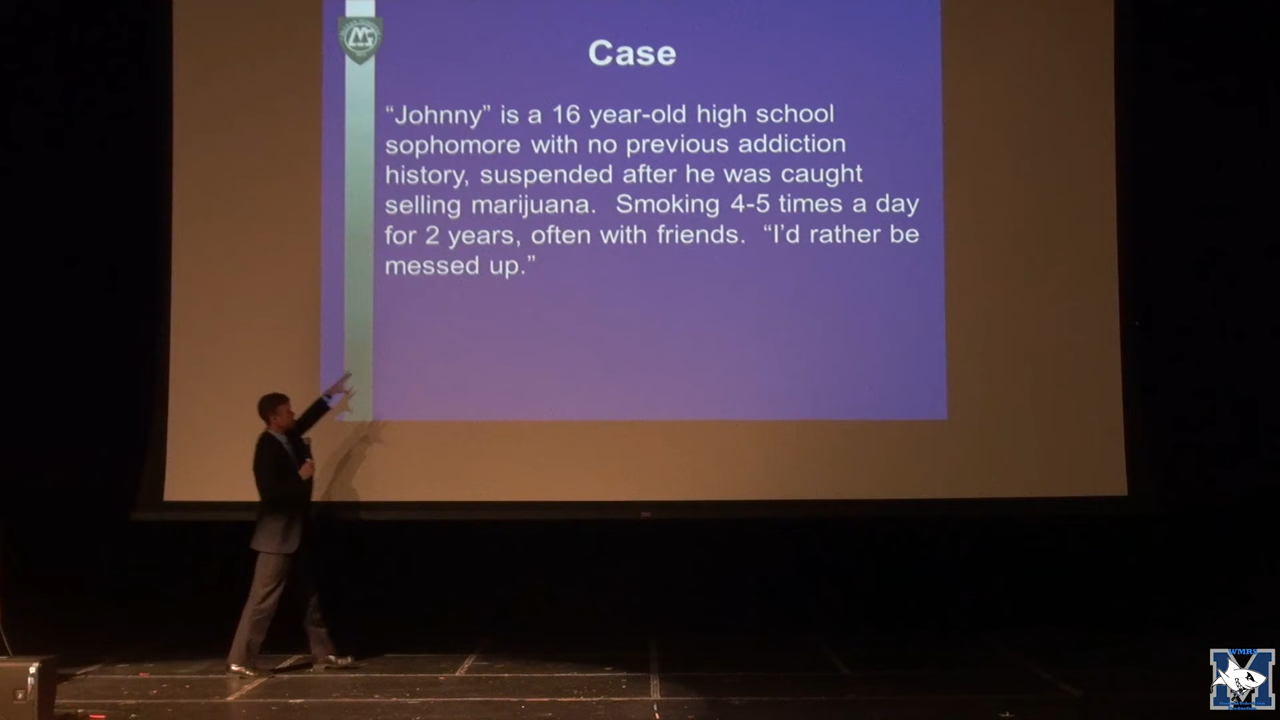 Case
“Johnny” is a 16 year-old high school
sophomore with no previous addiction
history, suspended after he was caught
selling marijuana.  Smoking 4-5 times a day
for 2 years, often with friends.  “I’d rather be
messed up.”
WMRS